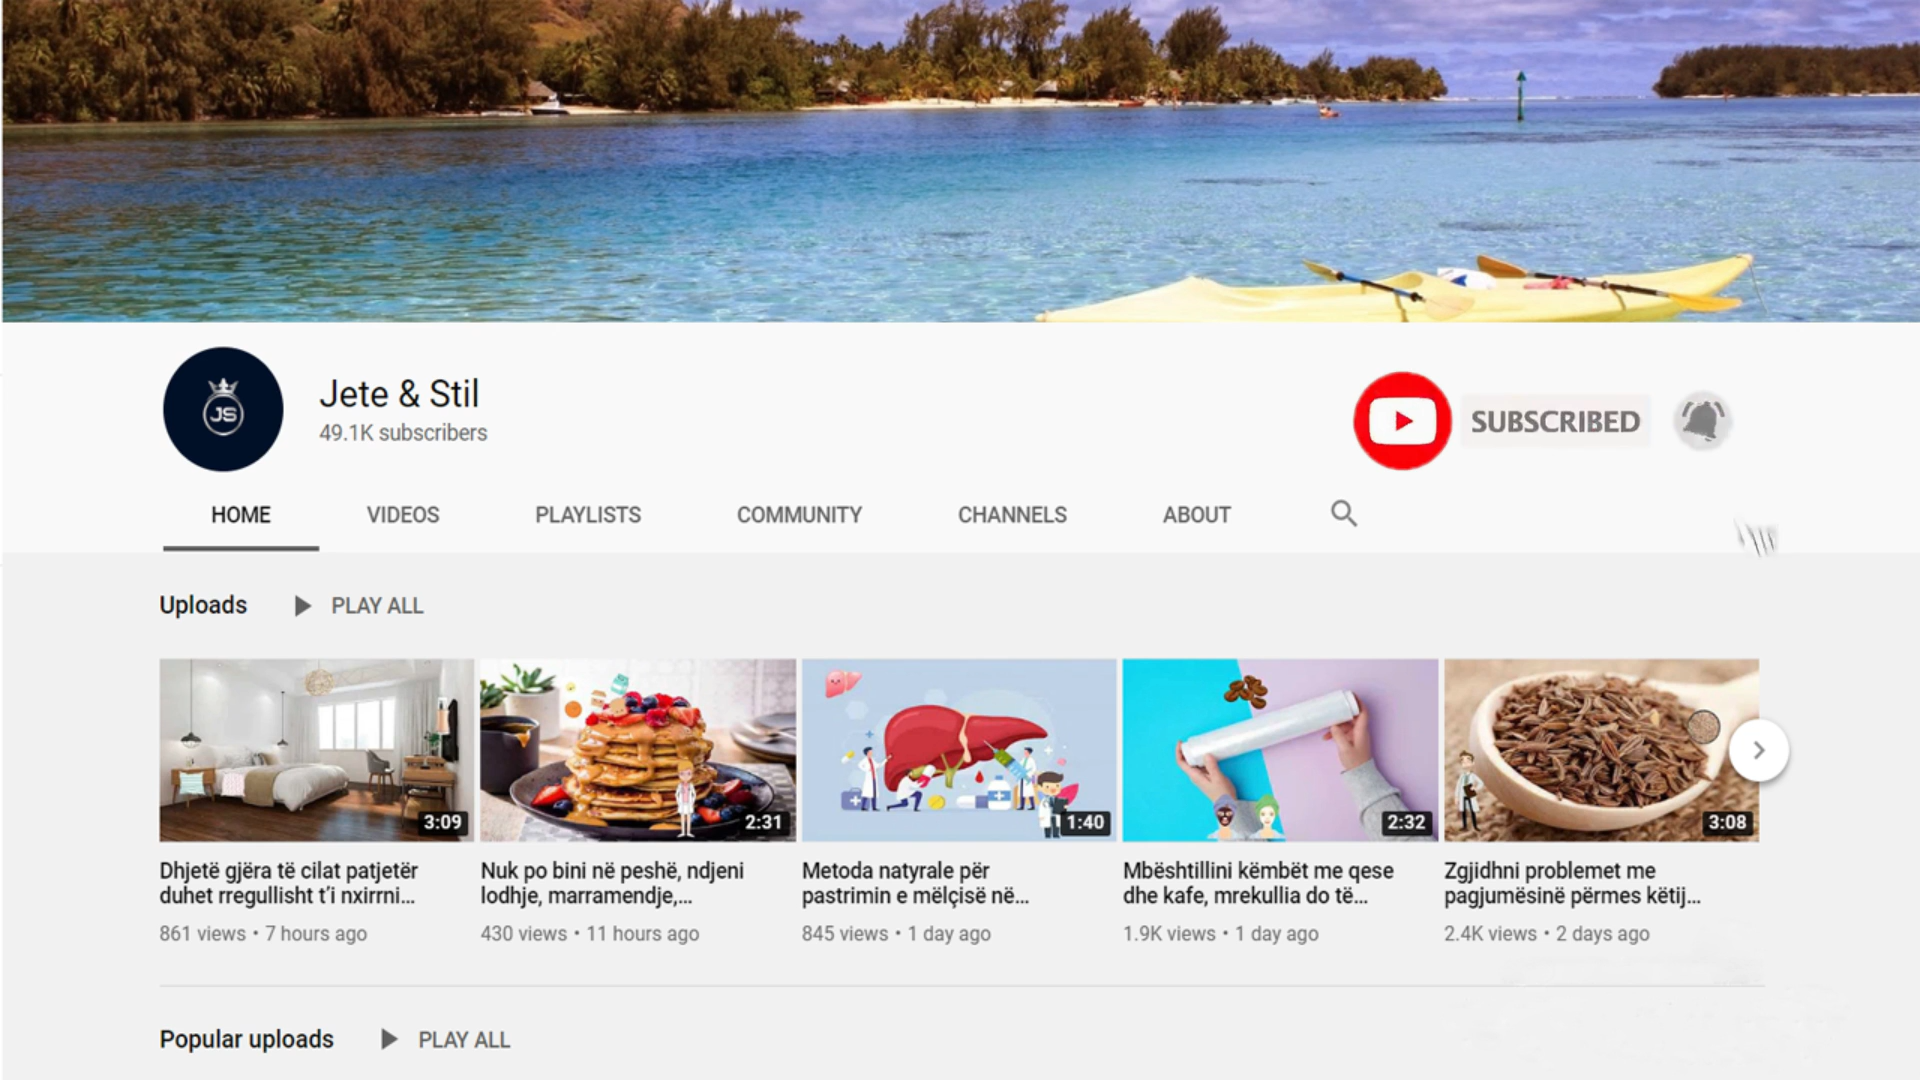 JS
Jete & Stil
49.1K subscribers
SUBSCRIBED
HOME VIDEOS PLAYLISTS COMMUNITY CHANNELS ABOUT
Uploads PLAY ALL
3:09 2:31 1:40 2:32 3:08
Dhjetë gjëra të cilat patjetër
duhet rregullisht t'i nxirrni...
861 views • 7 hours ago
Nuk po bini në peshë, ndjeni
lodhje, marramendje,...
430 views • 11 hours ago
Metoda natyrale për
pastrimin e mëlçisë në...
845 views • 1 day ago
Mbështillini këmbët me qese
dhe kafe, mrekullia do të...
1.9K views • 1 day ago
Zgjidhni problemet me
pagjumësinë përmes këtij...
2.4K views • 2 days ago
Popular uploads PLAY ALL